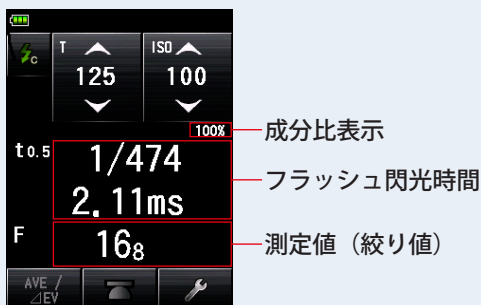 T
ISO
C
125
100
100%
成分比表示
t0.5
1/474
2.11ms
フラッシュ閃光時間
F
168
測定値（絞り値）
AVE /
⊿EV